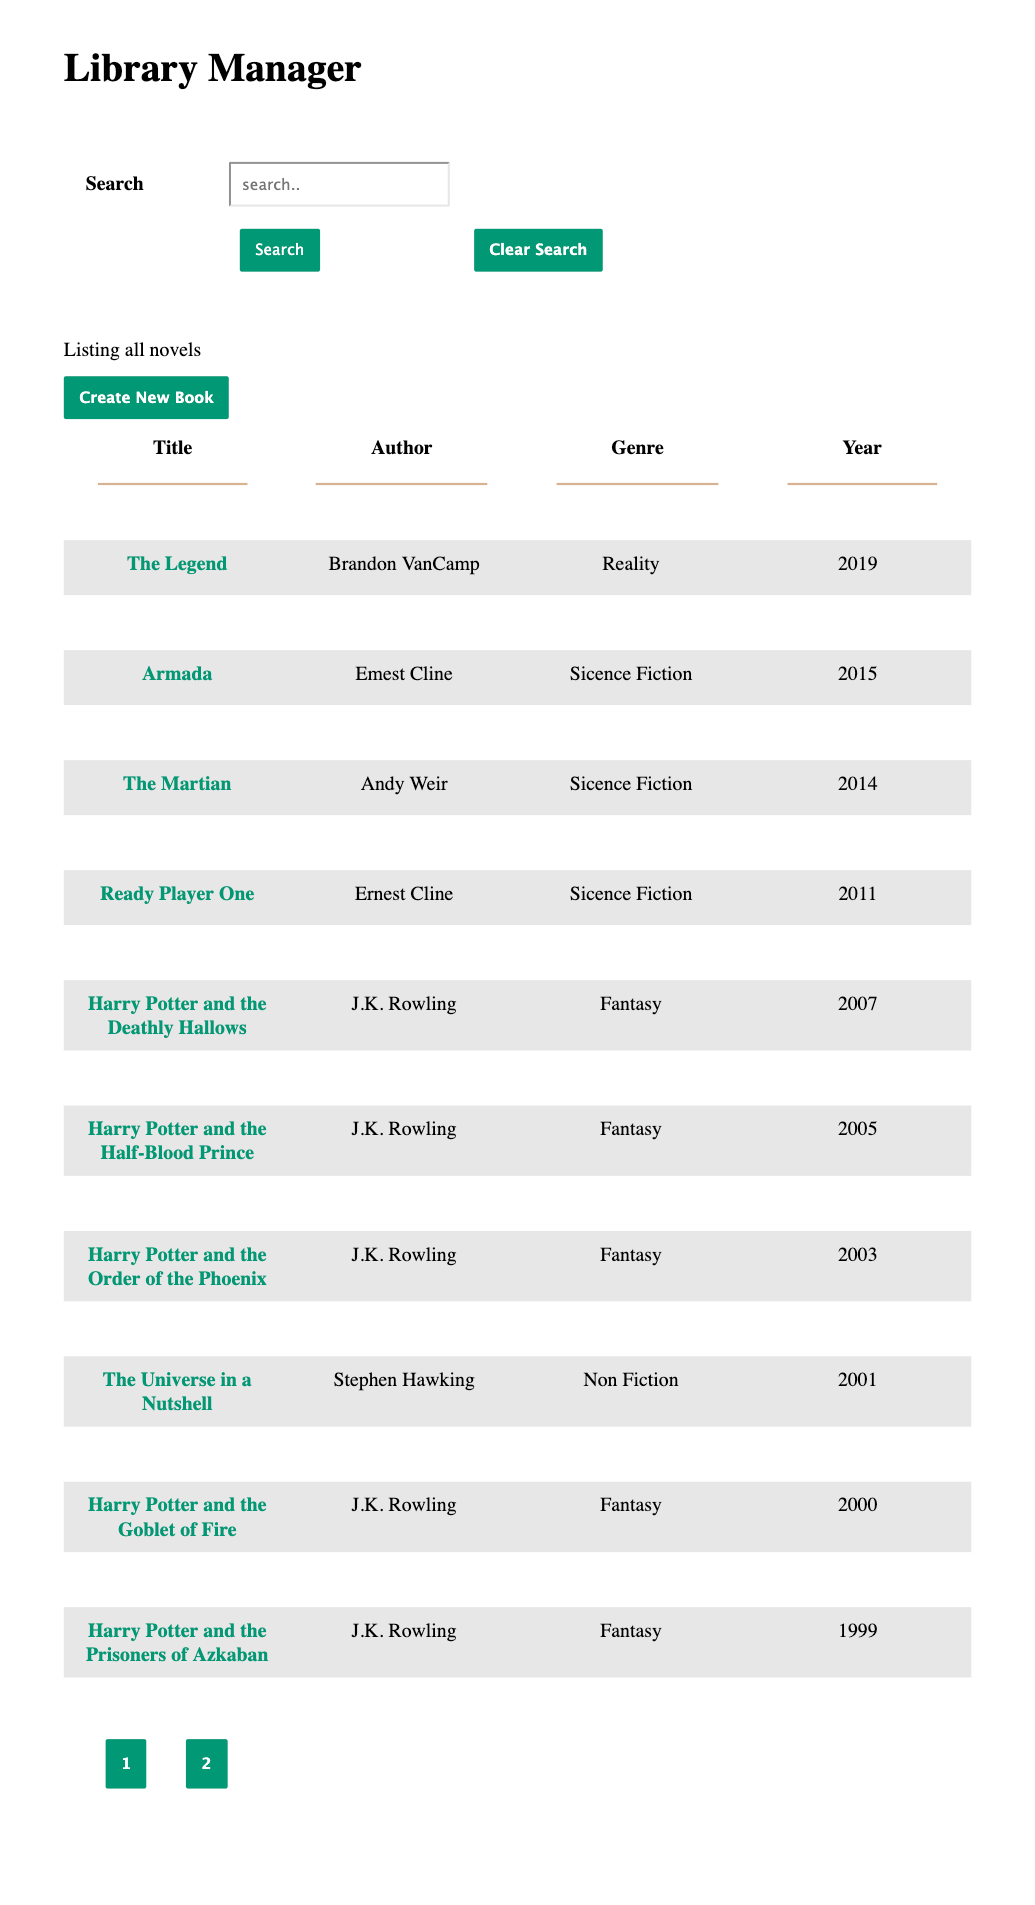 Library Manager
Search
search..
Search Clear Search
Listing all novels
Create New Book
Title Author Genre Year
The Legend Brandon VanCamp Reality 2019
Armada Emest Cline Sicence Fiction 2015
The Martian Andy Weir Sicence Fiction 2014
Ready Player One Ernest Cline Sicence Fiction 2011
Harry Potter and the J.K. Rowling Fantasy 2007
Deathly Hallows
Harry Potter and the J.K. Rowling Fantasy 2005
Half-Blood Prince
Harry Potter and the J.K. Rowling Fantasy 2003
Order of the Phoenix
The Universe in a Stephen Hawking Non Fiction 2001
Nutshell
Harry Potter and the J.K. Rowling Fantasy 2000
Goblet of Fire
Harry Potter and the J.K. Rowling Fantasy 1999
Prisoners of Azkaban
1 2